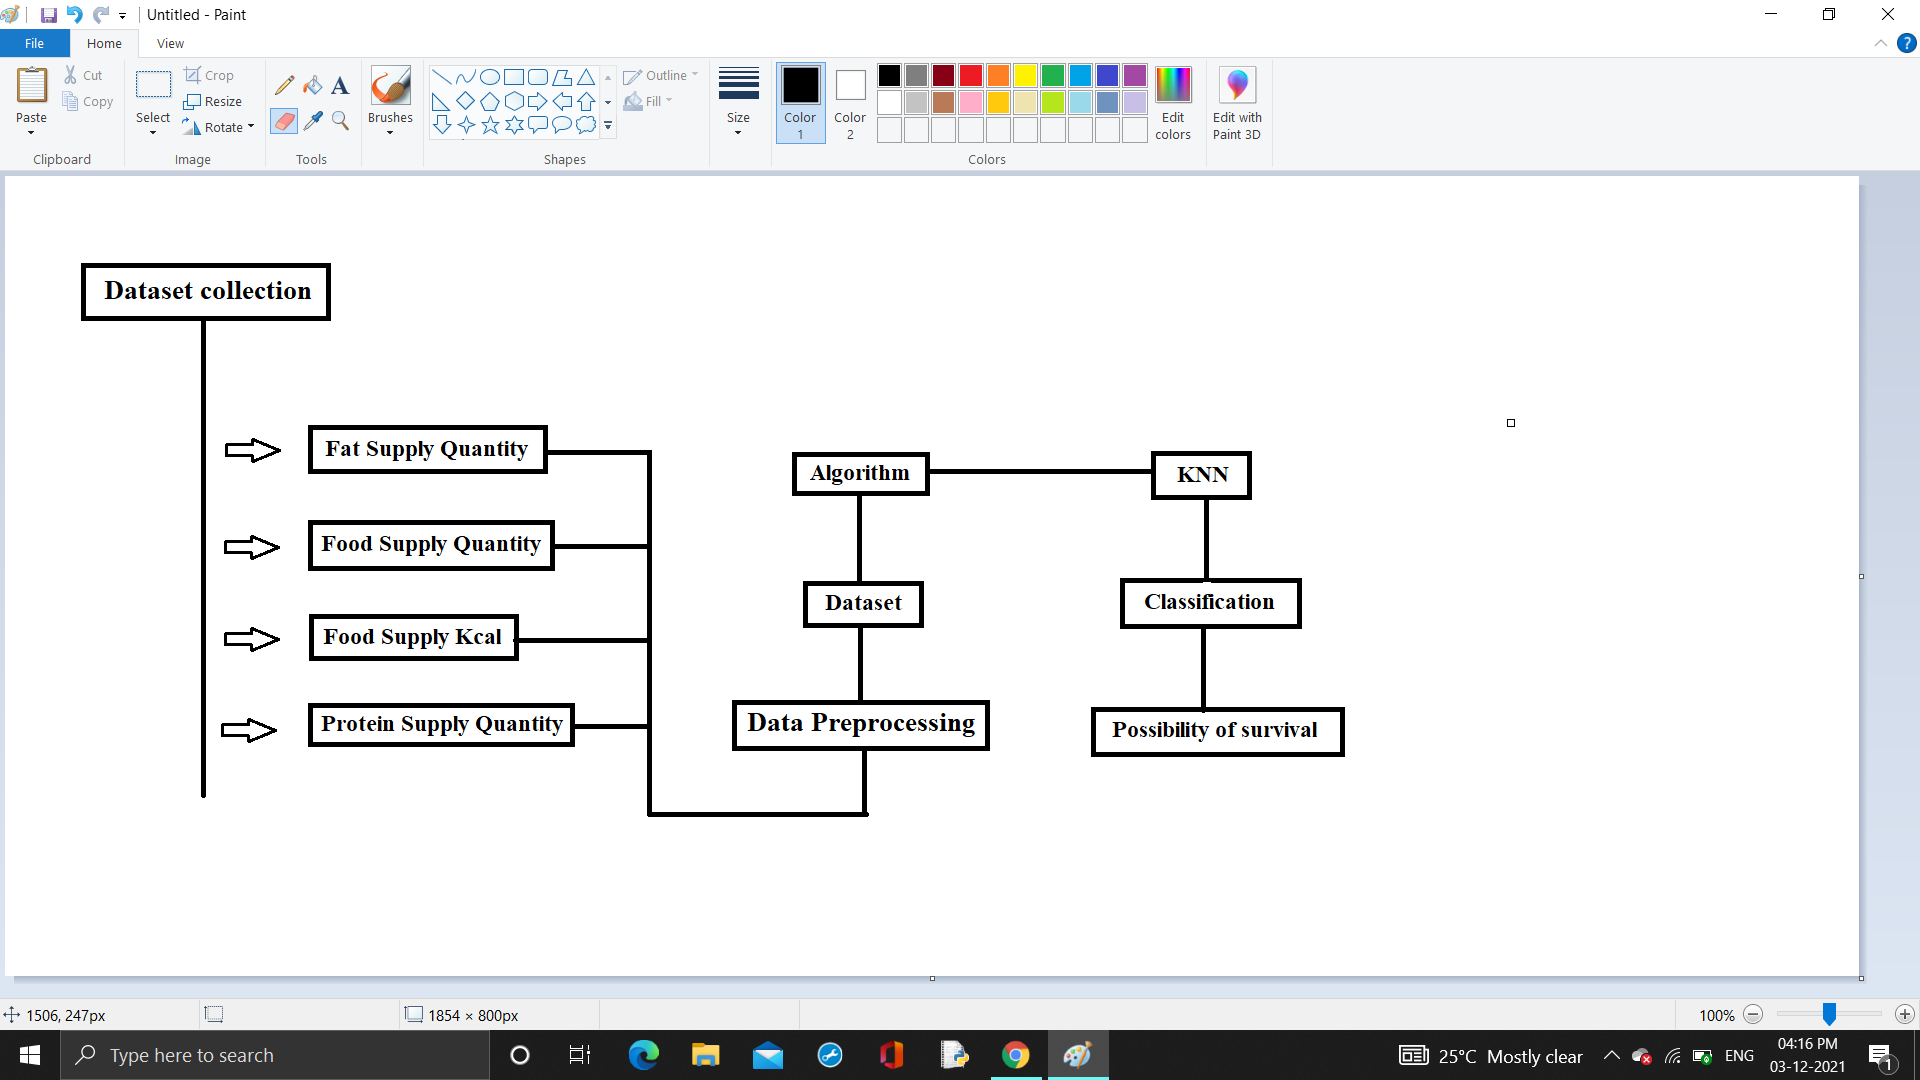 Untitled - Paint
File
Home
View
Paste
Cut
Copy
Clipboard
Select
Crop
Resize
Rotate
Image
A
Tools
Brushes
Shapes
Outline
Fill
Size
Color
1
Color
2
Colors
Edit
colors
Edit with
Paint 3D
?
Dataset collection
Fat Supply Quantity
Food Supply Quantity
Food Supply Kcal
Protein Supply Quantity
Algorithm
Dataset
Data Preprocessing
KNN
Classification
Possibility of survival
1506, 247px
1854 × 800px
100%
Type here to search
25°C Mostly clear
ENG
04:16 PM
03-12-2021
1